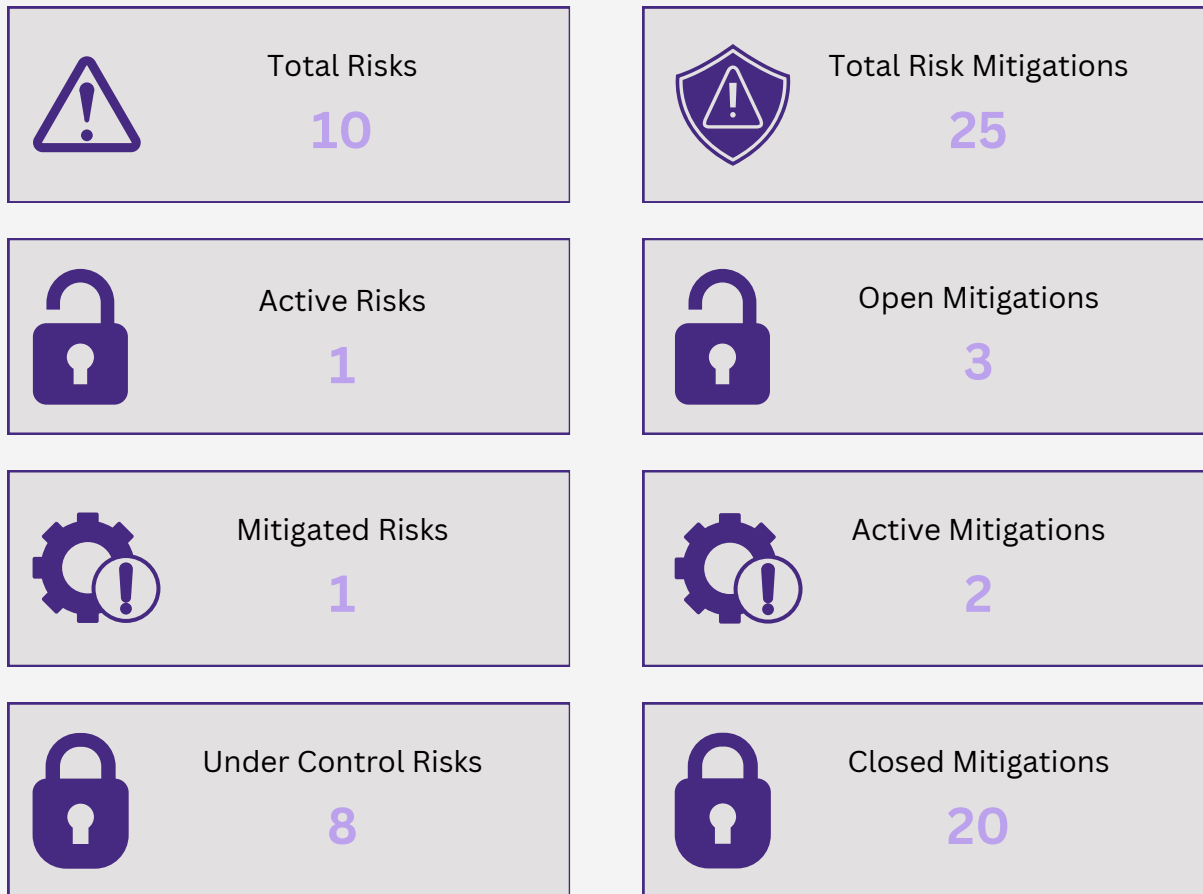 Total Risks
10
Total Risk Mitigations
25
Active Risks
1
Open Mitigations
3
Mitigated Risks
1
Active Mitigations
2
Under Control Risks
8
Closed Mitigations
20